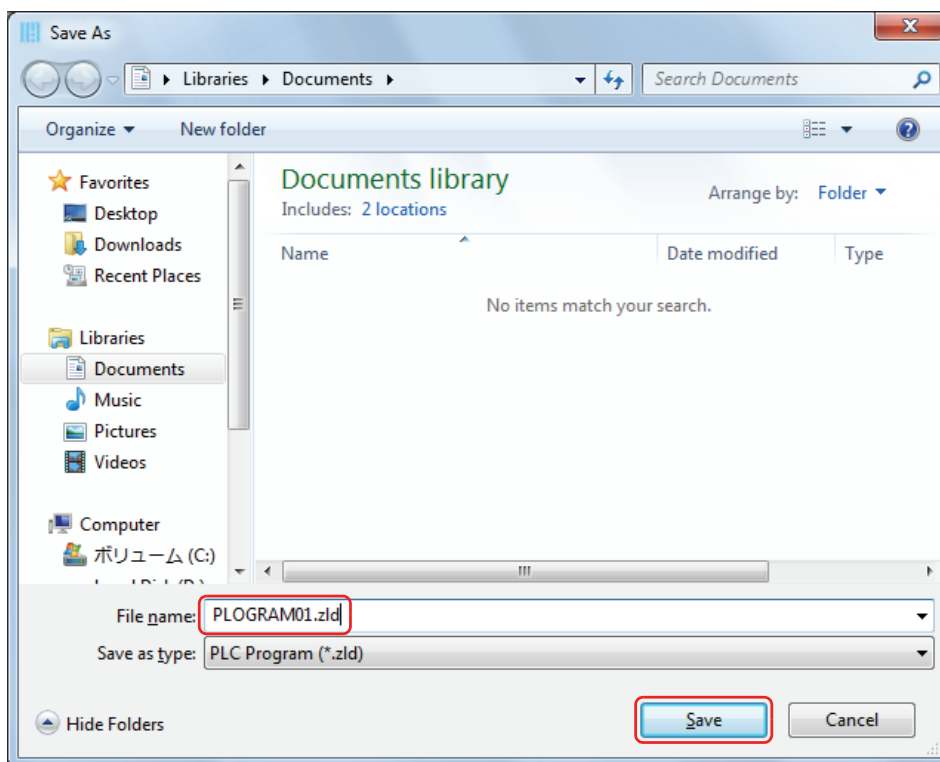 Save As
Libraries Documents
Search Documents
Organize New folder
Favorites
Desktop
Downloads
Recent Places
Libraries
Documents
Music
Pictures
Videos
Computer
ボリューム (C:)
Documents library
Includes: 2 locations
Arrange by: Folder
Name Date modified Type
No items match your search.
File name: PLOGRAM01.zld
Save as type: PLC Program (*.zld)
Hide Folders
Save Cancel